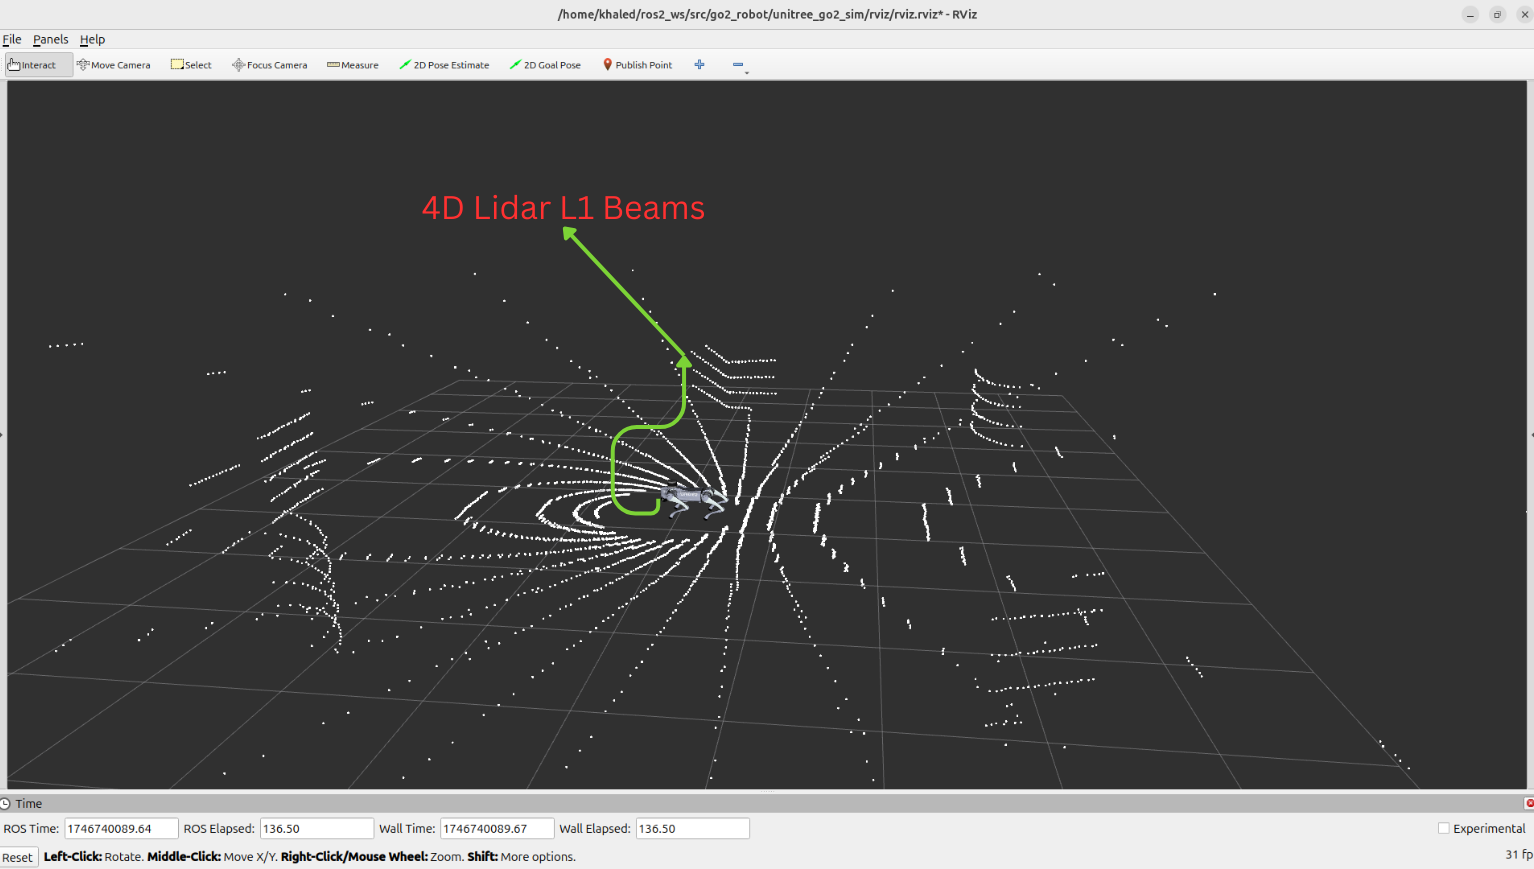 /home/khaled/ros2_ws/src/go2_robot/unitree_go2_sim/rviz/rviz.rviz* - RViz
File Panels Help
Interact Move Camera Select Focus Camera Measure 2D Pose Estimate 2D Goal Pose Publish Point
4D Lidar L1 Beams
Time
ROS Time: 1746740089.64 ROS Elapsed: 136.50 Wall Time: 1746740089.67 Wall Elapsed: 136.50 Experimental
Reset Left-Click: Rotate. Middle-Click: Move X/Y. Right-Click/Mouse Wheel: Zoom. Shift: More options. 31 fp